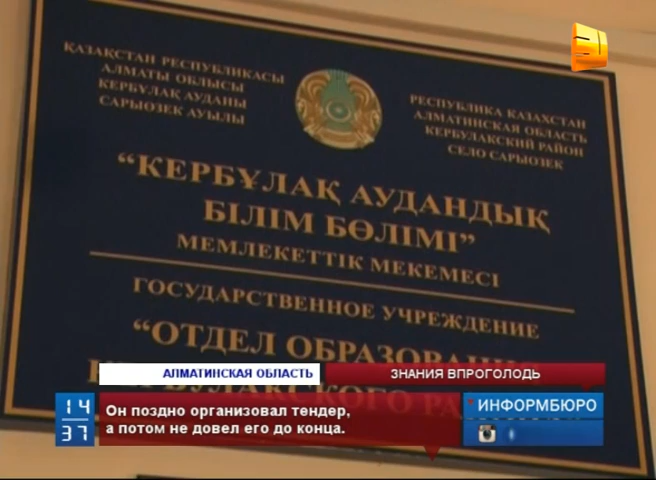 ҚАЗАҚСТАН РЕСПУБЛИКАСЫ
АЛМАТЫ ОБЛЫСЫ
КЕРБҰЛАҚ АУДАНЫ
САРЫӨЗЕК АУЫЛЫ
РЕСПУБЛИКА КАЗАХСТАН
АЛМАТИНСКАЯ ОБЛАСТЬ
КЕРБУЛАКСКИЙ РАЙОН
СЕЛО САРЫОЗЕК
“КЕРБҰЛАҚ АУДАНДЫҚ
БІЛІМ БӨЛІМІ”
МЕМЛЕКЕТТІК МЕКЕМЕСІ
ГОСУДАРСТВЕННОЕ УЧРЕЖДЕНИЕ
“ОТДЕЛ ОБРАЗОВАНИЯ
КЕРБУЛАКСКОГО
АЛМАТИНСКАЯ ОБЛАСТЬ
ЗНАНИЯ ВПРОГОЛОДЬ
14
37
Он поздно организовал тендер,
а потом не довел его до конца.
ИНФОРМБЮРО